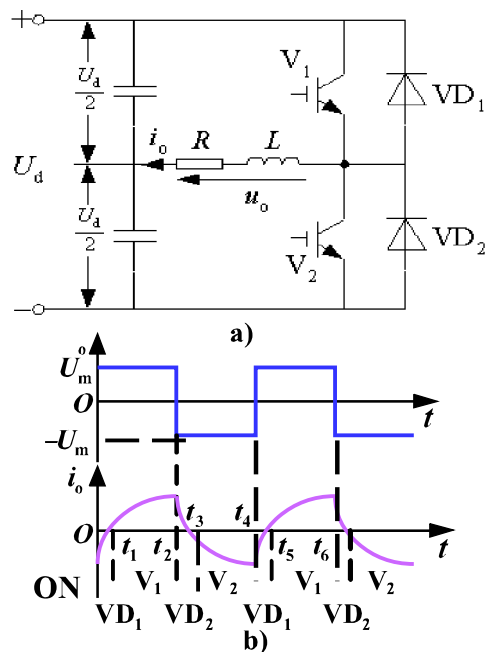 +
V₁
U_d/2
VD₁
i_o R L
U_d
u_o
U_d/2
V₂
VD₂
−
a)
o
U_m
O
t
−U_m
i_o
O t₁ t₂ t₃ t₄ t₅ t₆ t
ON V₁ V₂ V₁ V₂
VD₁ VD₂ VD₁ VD₂
b)